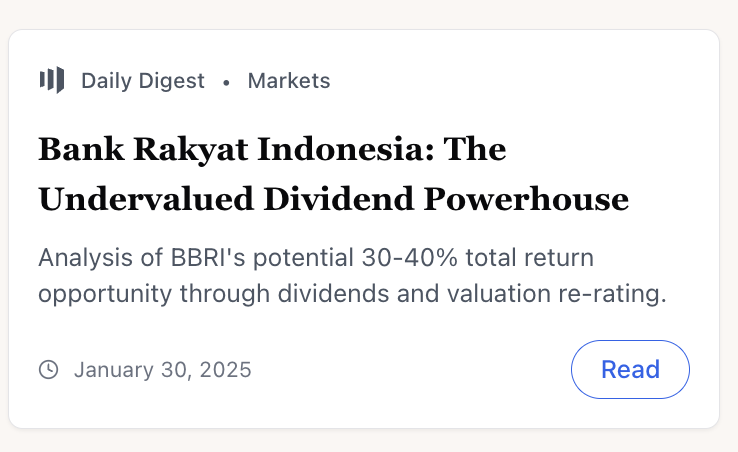 Daily Digest • Markets
Bank Rakyat Indonesia: The
Undervalued Dividend Powerhouse
Analysis of BBRI's potential 30-40% total return
opportunity through dividends and valuation re-rating.
January 30, 2025
Read